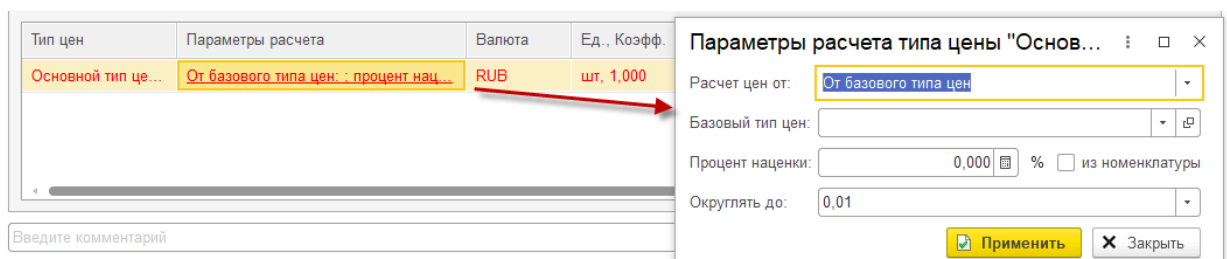 Тип цен Параметры расчета Валюта Ед., Коэфф.
Основной тип це... От базового типа цен: : процент нац... RUB шт, 1,000
Введите комментарий
Параметры расчета типа цены "Основ...
Расчет цен от: От базового типа цен
Базовый тип цен:
Процент наценки: 0,000 % из номенклатуры
Округлять до: 0,01
Применить Закрыть